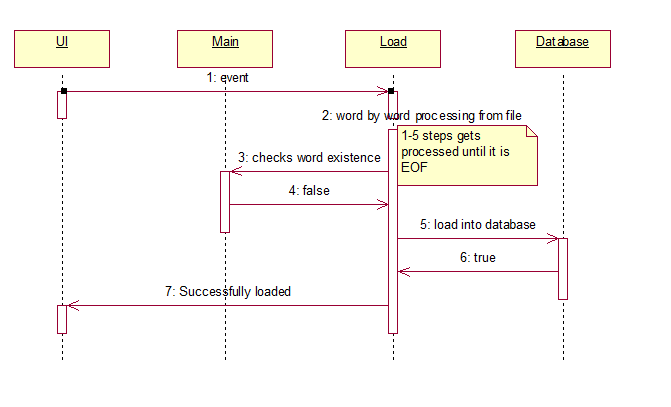 UI
Main
Load
Database
1: event
2: word by word processing from file
1-5 steps gets
processed until it is
EOF
3: checks word existence
4: false
5: load into database
6: true
7: Successfully loaded